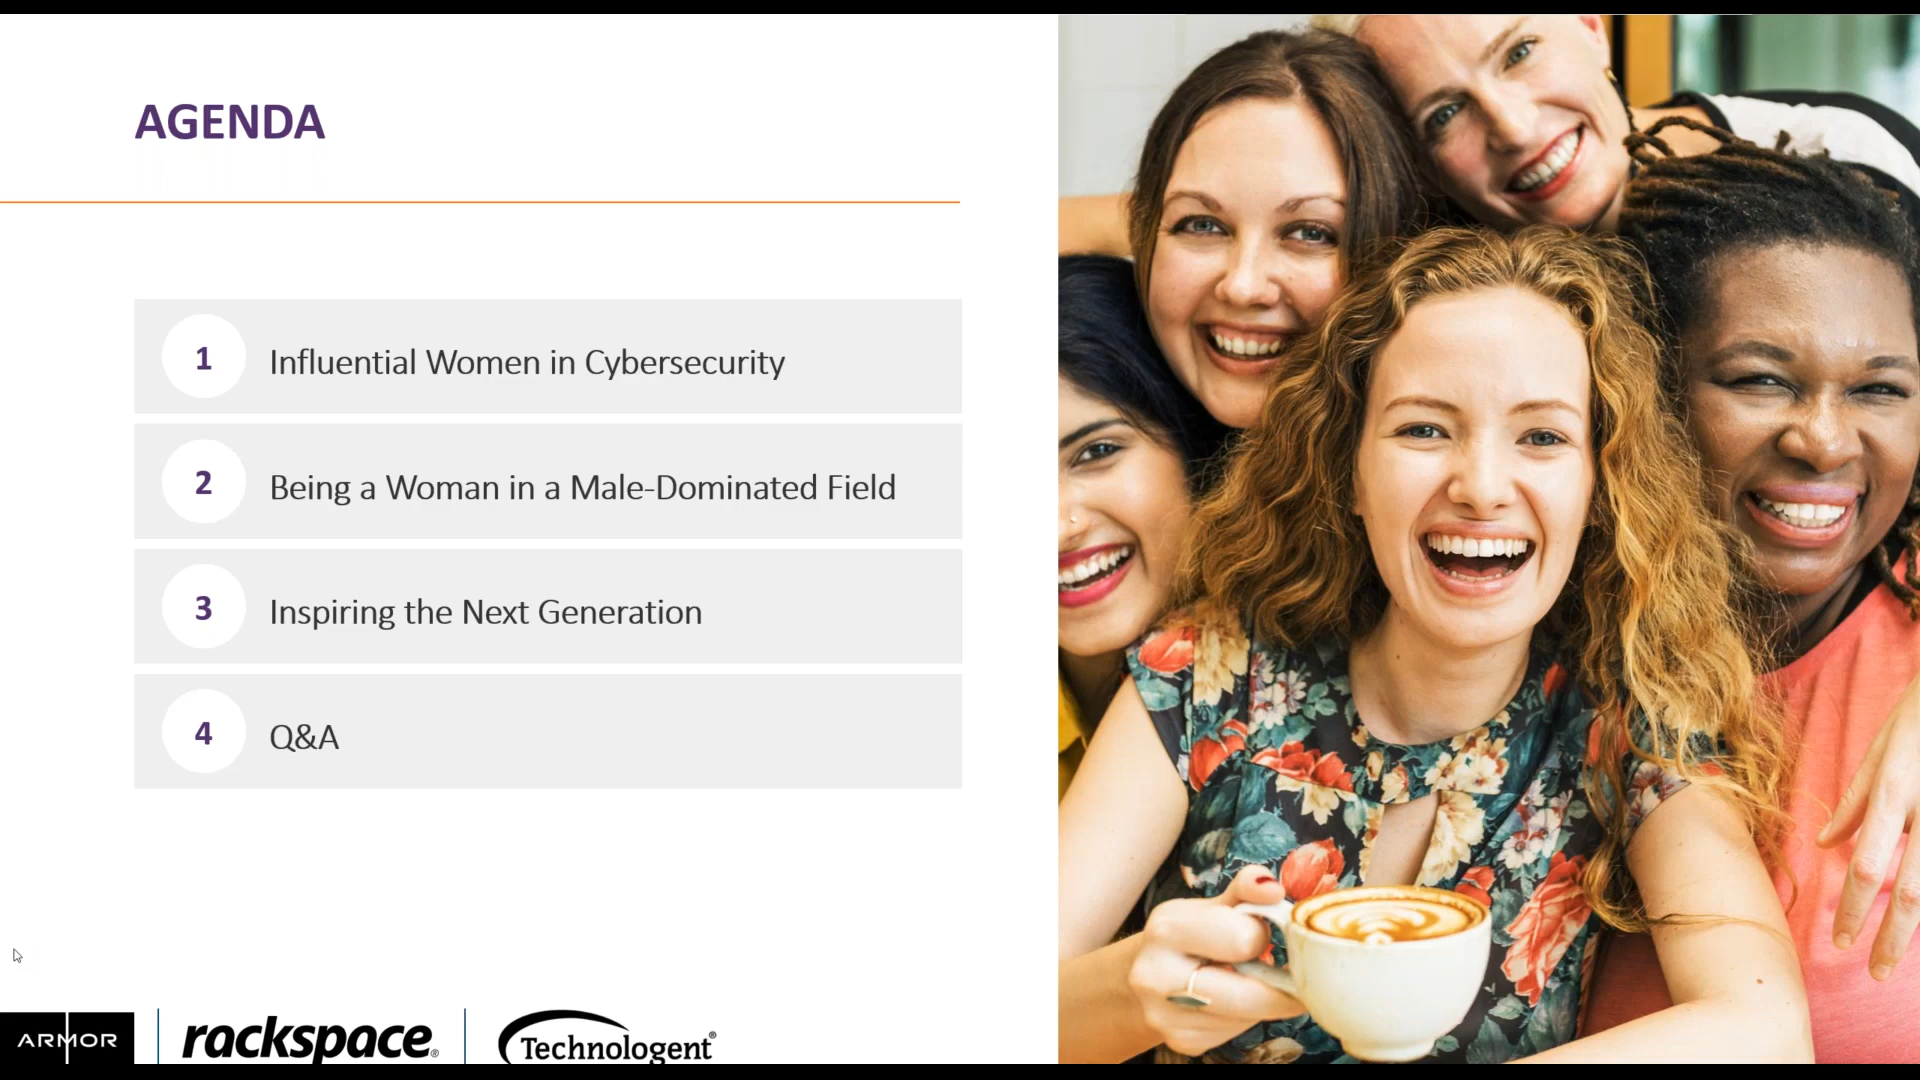 AGENDA
1 Influential Women in Cybersecurity
2 Being a Woman in a Male-Dominated Field
3 Inspiring the Next Generation
4 Q&A
ARMOR
rackspace®
Technologent®